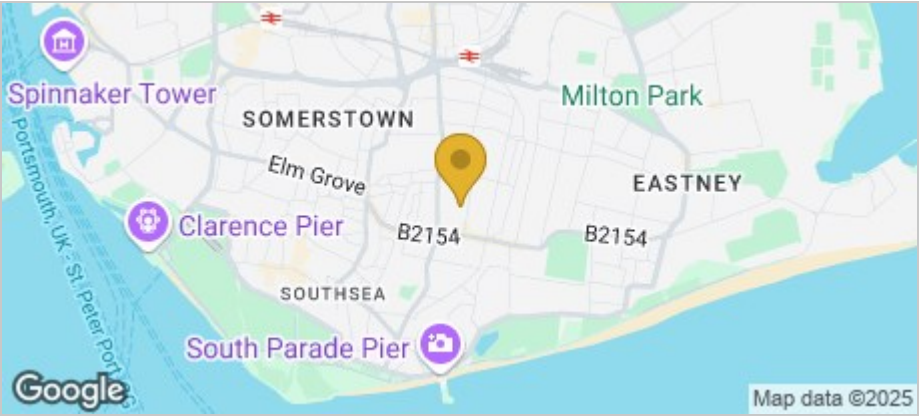 Spinnaker Tower
Milton Park
SOMERSTOWN
Elm Grove
EASTNEY
Clarence Pier
B2154
B2154
SOUTHSEA
South Parade Pier
Portsmouth, UK - St. Peter Port, GG
Google
Map data ©2025